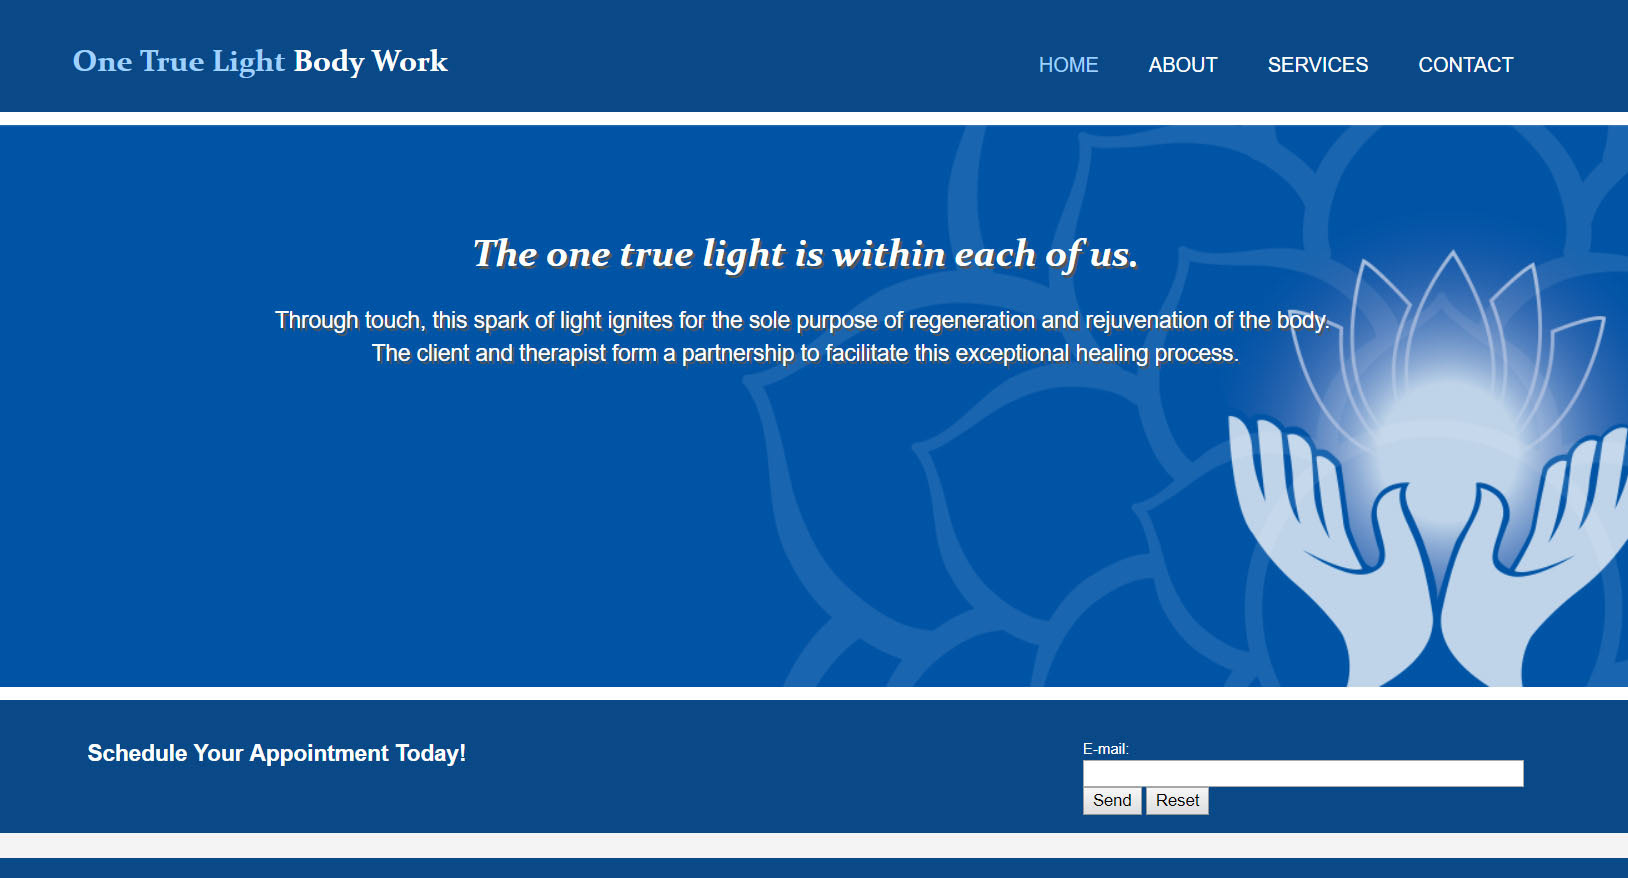 One True Light Body Work
HOME ABOUT SERVICES CONTACT
The one true light is within each of us.
Through touch, this spark of light ignites for the sole purpose of regeneration and rejuvenation of the body.
The client and therapist form a partnership to facilitate this exceptional healing process.
Schedule Your Appointment Today!
E-mail:
Send Reset